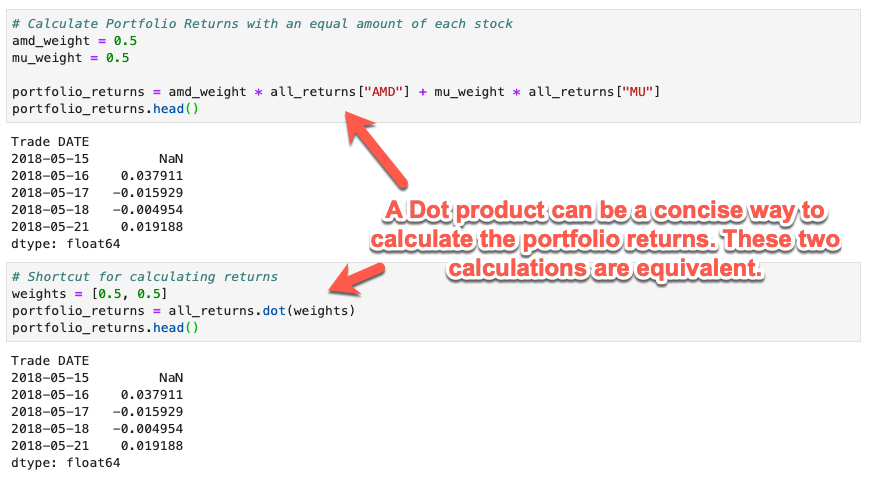 # Calculate Portfolio Returns with an equal amount of each stock
amd_weight = 0.5
mu_weight = 0.5
portfolio_returns = amd_weight * all_returns["AMD"] + mu_weight * all_returns["MU"]
portfolio_returns.head()
Trade DATE
2018-05-15 NaN
2018-05-16 0.037911
2018-05-17 -0.015929
2018-05-18 -0.004954
2018-05-21 0.019188
dtype: float64
A Dot product can be a concise way to
calculate the portfolio returns. These two
calculations are equivalent.
# Shortcut for calculating returns
weights = [0.5, 0.5]
portfolio_returns = all_returns.dot(weights)
portfolio_returns.head()
Trade DATE
2018-05-15 NaN
2018-05-16 0.037911
2018-05-17 -0.015929
2018-05-18 -0.004954
2018-05-21 0.019188
dtype: float64